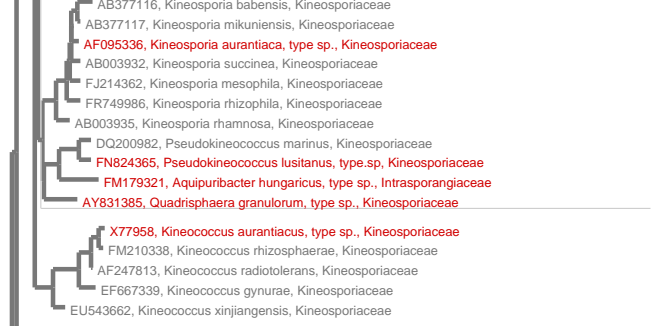 AB377116, Kineosporia babensis, Kineosporiaceae
AB377117, Kineosporia mikuniensis, Kineosporiaceae
AF095336, Kineosporia aurantiaca, type sp., Kineosporiaceae
AB003932, Kineosporia succinea, Kineosporiaceae
FJ214362, Kineosporia mesophila, Kineosporiaceae
FR749986, Kineosporia rhizophila, Kineosporiaceae
AB003935, Kineosporia rhamnosa, Kineosporiaceae
DQ200982, Pseudokineococcus marinus, Kineosporiaceae
FN824365, Pseudokineococcus lusitanus, type.sp, Kineosporiaceae
FM179321, Aquipuribacter hungaricus, type sp., Intrasporangiaceae
AY831385, Quadrisphaera granulorum, type sp., Kineosporiaceae
X77958, Kineococcus aurantiacus, type sp., Kineosporiaceae
FM210338, Kineococcus rhizosphaerae, Kineosporiaceae
AF247813, Kineococcus radiotolerans, Kineosporiaceae
EF667339, Kineococcus gynurae, Kineosporiaceae
EU543662, Kineococcus xinjiangensis, Kineosporiaceae